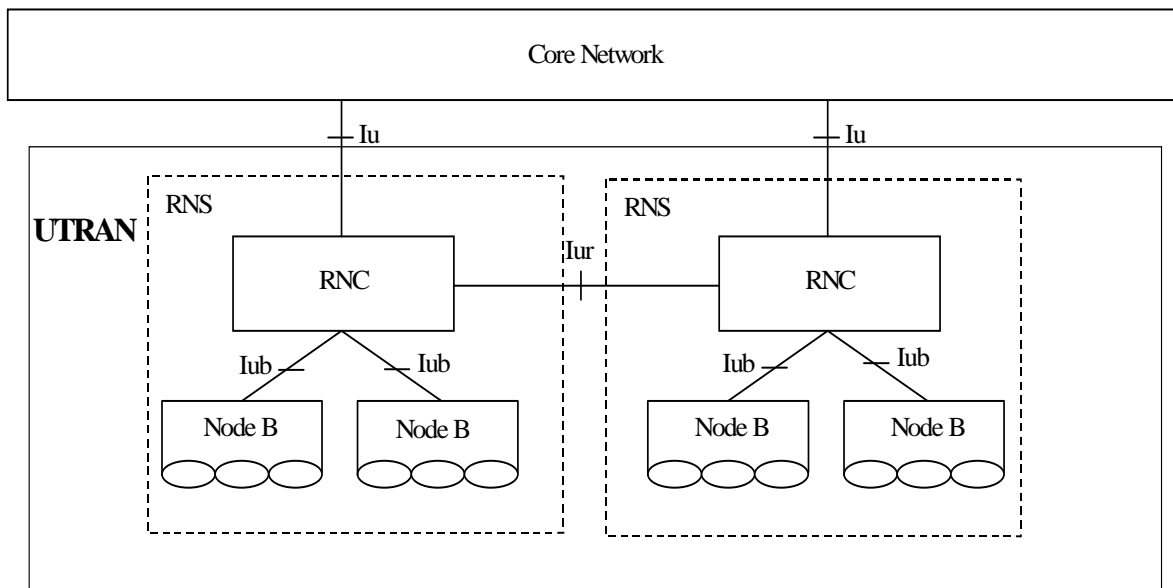 Core Network
Iu
Iu
UTRAN
RNS
RNS
RNC
Iur
RNC
Iub
Iub
Iub
Iub
Node B
Node B
Node B
Node B